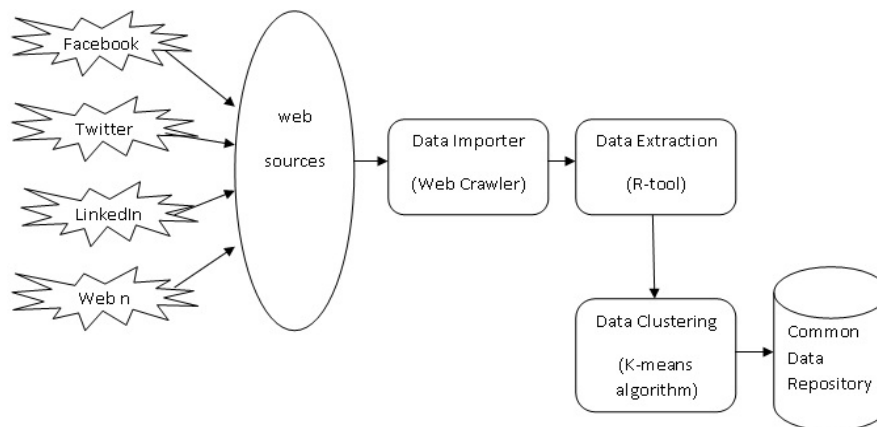 Facebook
Twitter
LinkedIn
Web n
web
sources
Data Importer
(Web Crawler)
Data Extraction
(R-tool)
Data Clustering
(K-means
algorithm)
Common
Data
Repository